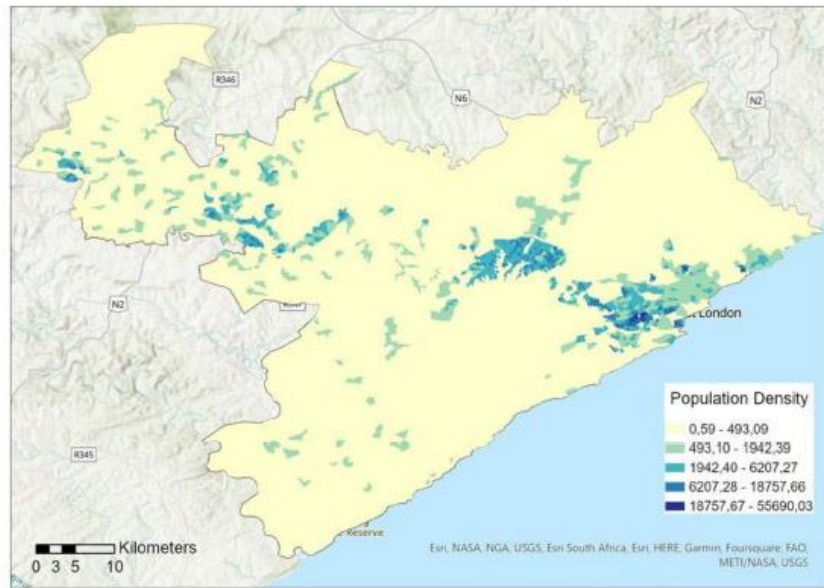 R346
N6
N2
N2
t London
R345
Reserve
Population Density
0,59 - 493,09
493,10 - 1942,39
1942,40 - 6207,27
6207,28 - 18757,66
18757,67 - 55690,03
Kilometers
0 3 5 10
Esri, NASA, NGA, USGS, Esri South Africa, Esri, HERE, Garmin, Foursquare, FAO,
METI/NASA, USGS